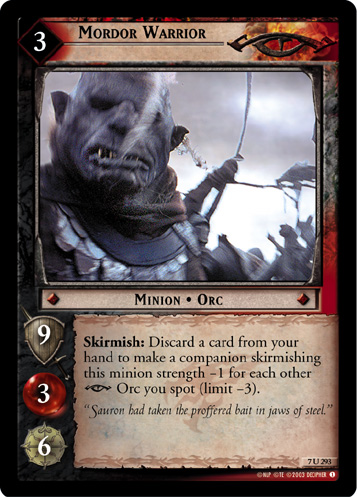 3
Mordor Warrior
Minion • Orc
9
3
6
Skirmish: Discard a card from your
hand to make a companion skirmishing
this minion strength –1 for each other
Orc you spot (limit –3).
"Sauron had taken the proffered bait in jaws of steel."
7 U 293
©NLP ©TE ©2003 DECIPHER